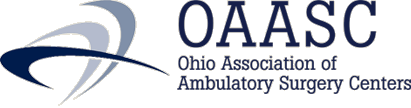 OAASC
Ohio Association of
Ambulatory Surgery Centers